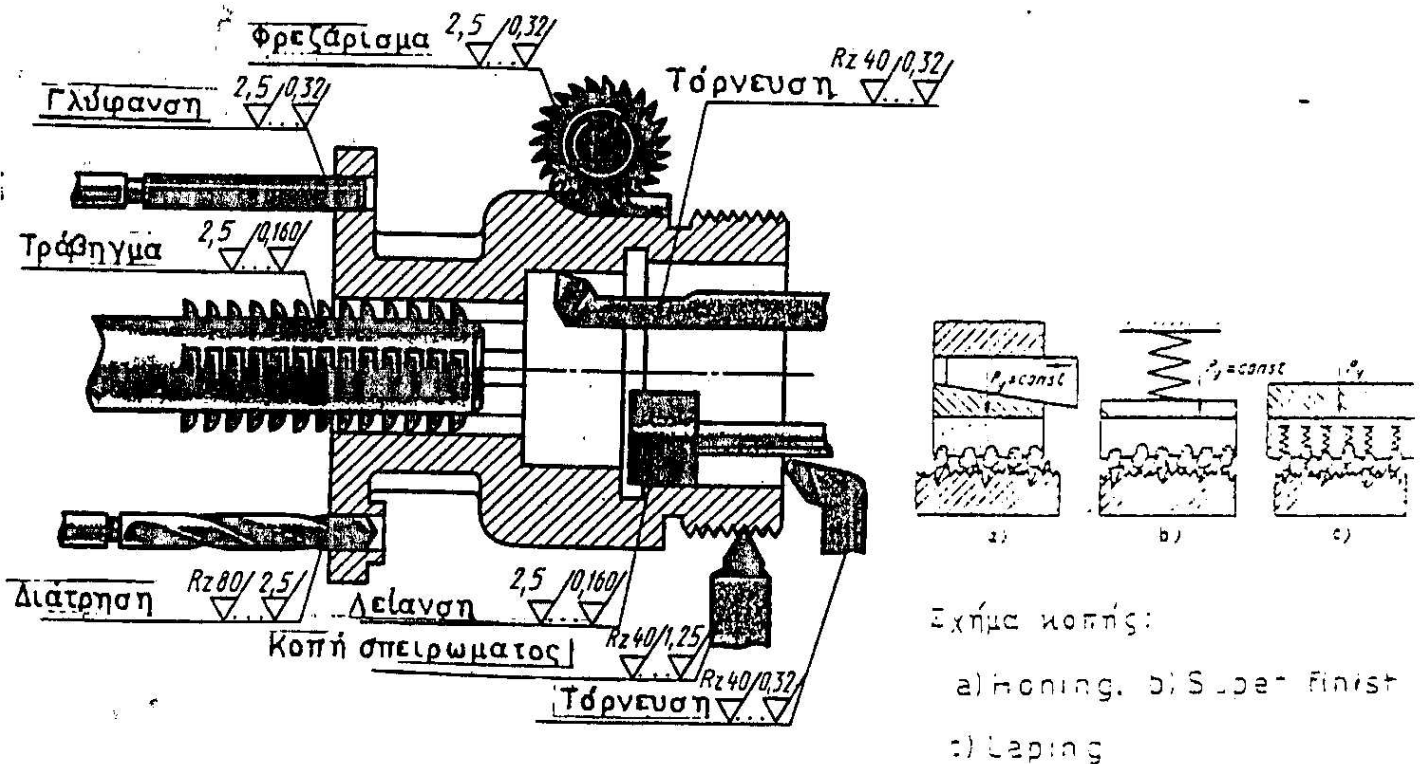 Φρεζάρισμα 2,5/ 0,32/
Τόρνευση Rz 40/ 0,32/
Γλύφανση 2,5/ 0,32/
Τράβηγμα 2,5/ 0,160/
Διάτρηση Rz80/ 2,5/
Λείανση 2,5/ 0,160/
Κοπή σπειρώματος Rz40/ 1,25/
Τόρνευση Rz40/ 0,32/
Py=const
Py=const
Py
a)
b)
c)
Σχήμα κοπής:
a) Honing, b) Super finist
c) Laping